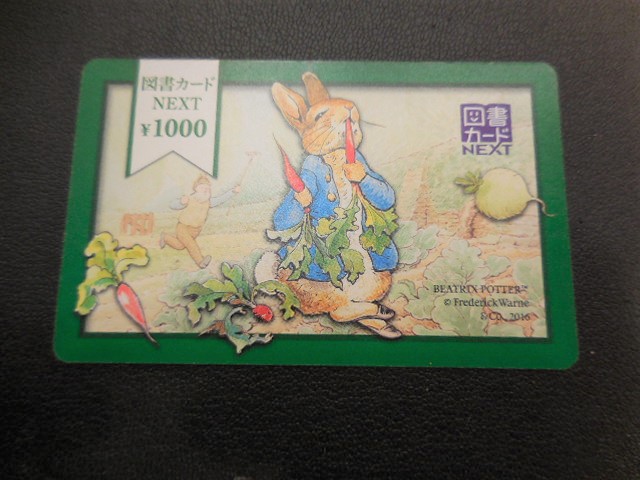 図書カード
NEXT
¥1000
図書
カード
NEXT
BEATRIX POTTER™
© Frederick Warne
& Co., 2016